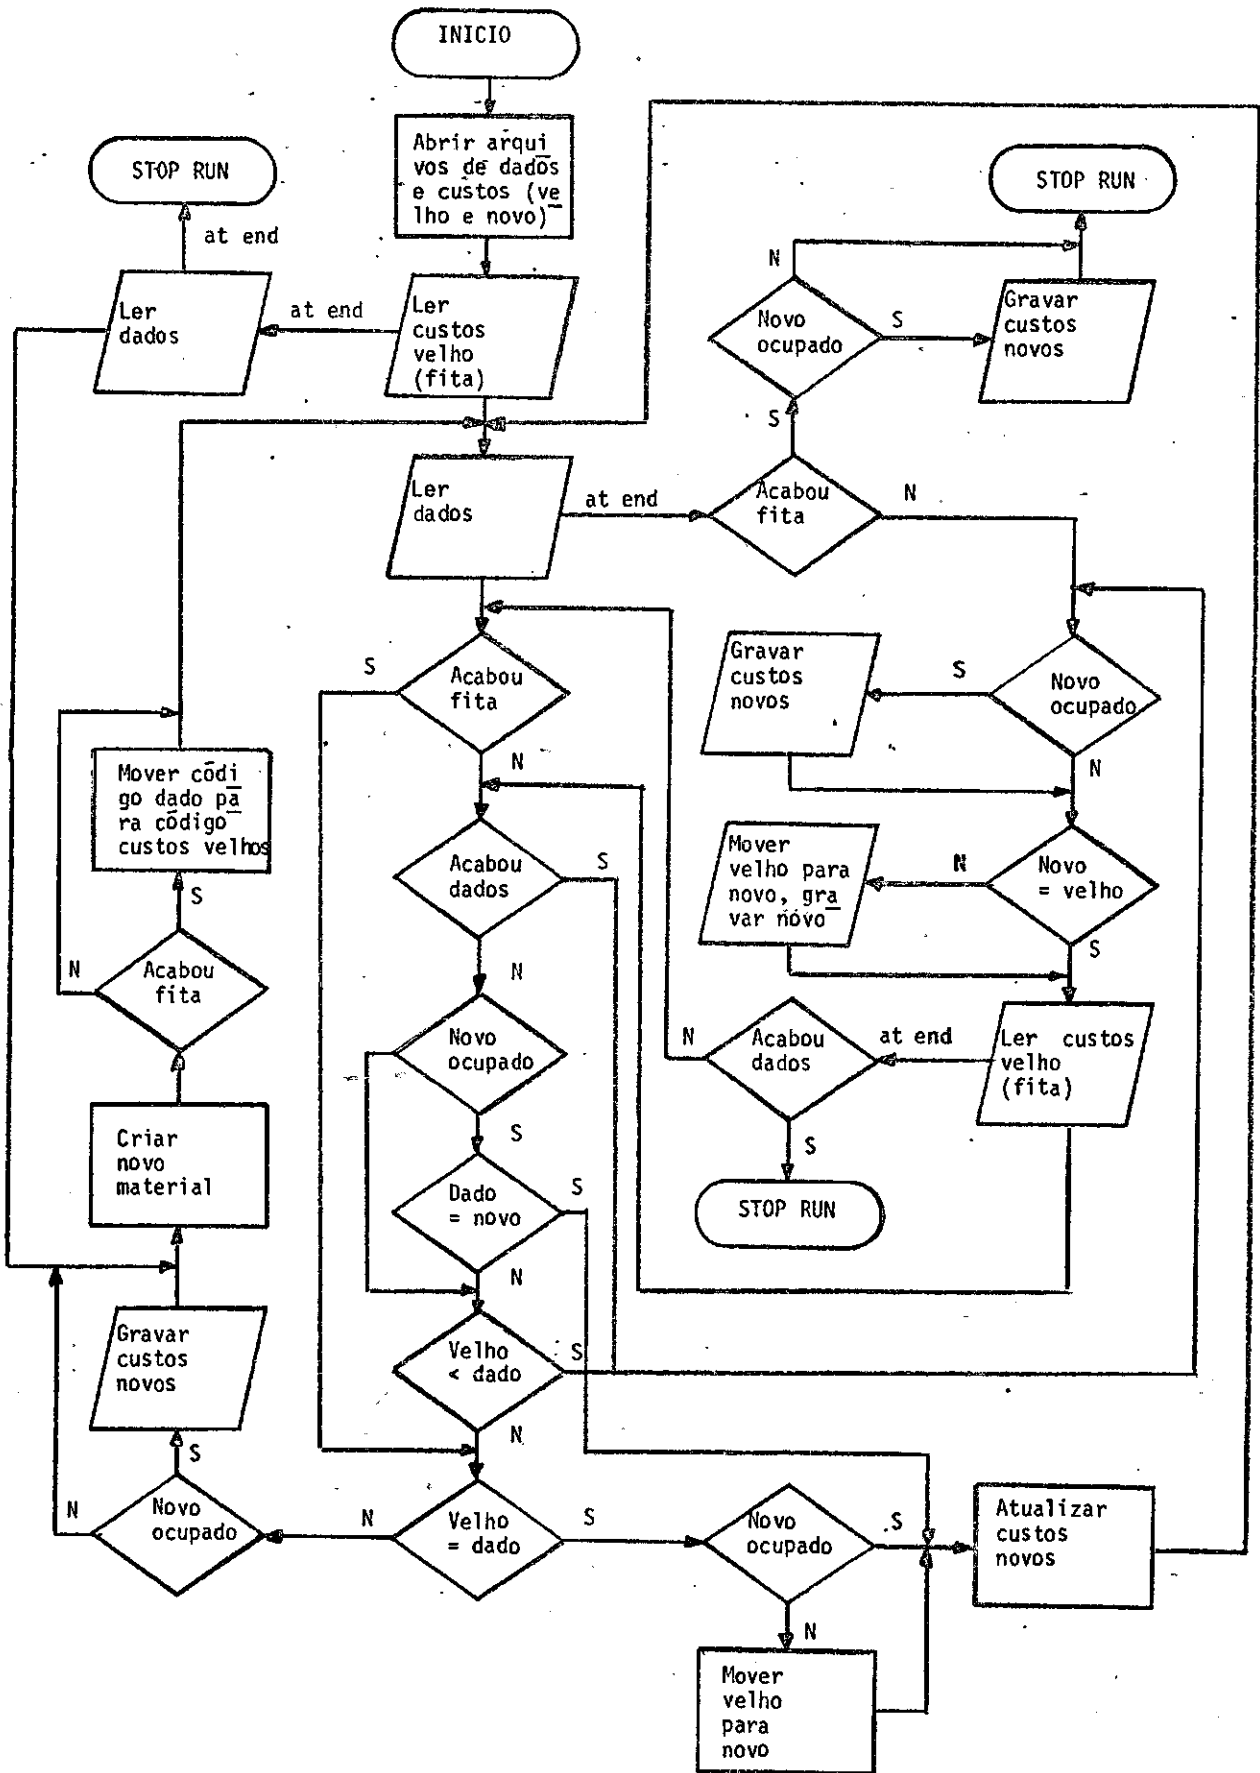 INICIO
Abrir arqui
vos de dados
e custos (ve
lho e novo)
STOP RUN
at end
Ler
dados
at end
Ler
custos
velho
(fita)
STOP RUN
N
Novo
ocupado
S
Gravar
custos
novos
S
Ler
dados
at end
Acabou
fita
N
S
Acabou
fita
N
Gravar
custos
novos
S
Novo
ocupado
N
Mover códi
go dado pa
ra código
custos velhos
S
Acabou
dados
S
N
Mover
velho para
novo, gra
var novo
N
Novo
= velho
S
N
Acabou
fita
Novo
ocupado
S
N
Acabou
dados
at end
S
STOP RUN
Ler custos
velho
(fita)
Criar
novo
material
Dado
= novo
S
N
Gravar
custos
novos
S
Velho
< dado
S
N
N
Novo
ocupado
N
Velho
= dado
S
Novo
ocupado
S
N
Atualizar
custos
novos
Mover
velho
para
novo